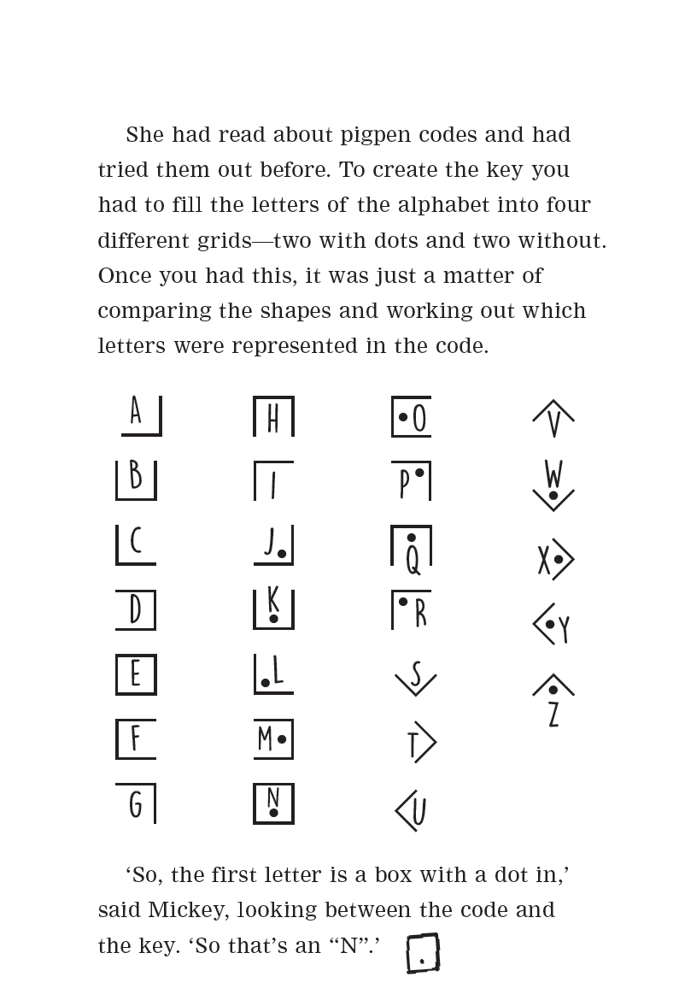 She had read about pigpen codes and had
tried them out before. To create the key you
had to fill the letters of the alphabet into four
different grids—two with dots and two without.
Once you had this, it was just a matter of
comparing the shapes and working out which
letters were represented in the code.
A H O V
B I P W
C J Q X
D K R Y
E L S Z
F M T
G N U
‘So, the first letter is a box with a dot in,’
said Mickey, looking between the code and
the key. ‘So that’s an “N”.’